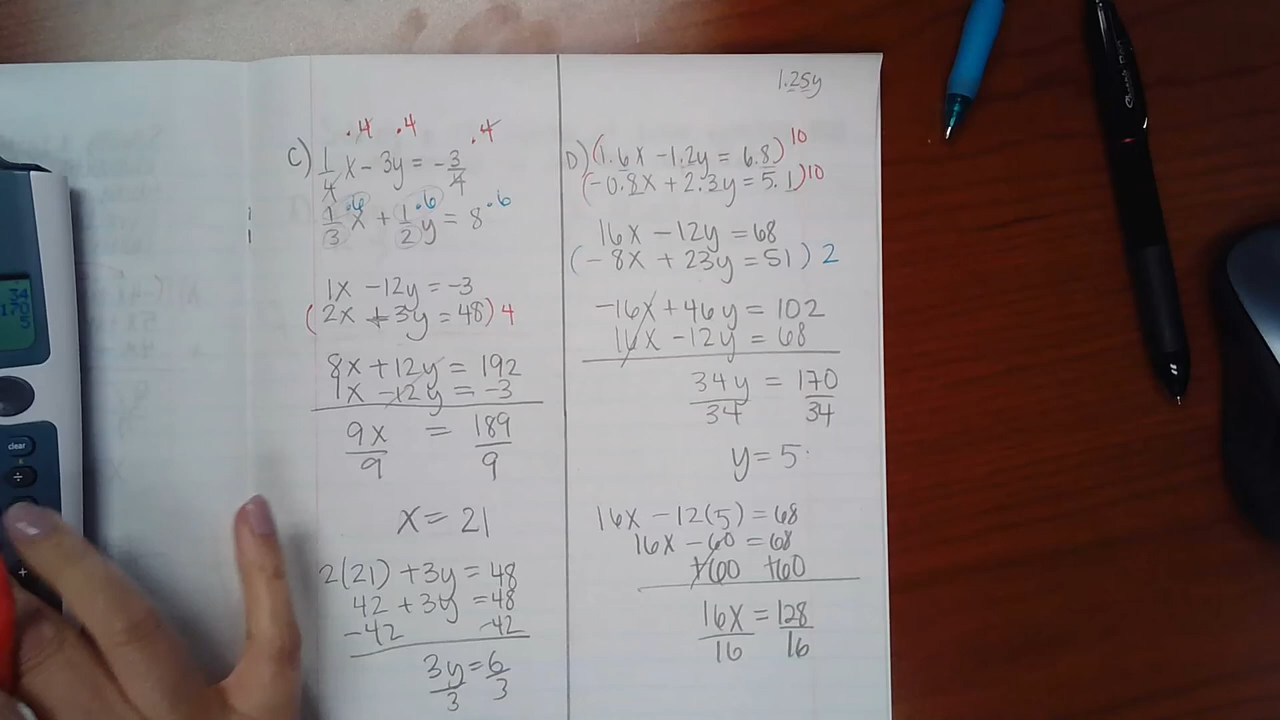 1.25y
·4 ·4 ·4
C) 1/4 x - 3y = -3/4
1/3 ·6 x + 1/2 ·6 y = 8 ·6
1x - 12y = -3
(2x + 3y = 48) 4
8x + 12y = 192
1x - 12y = -3
9x/9 = 189/9
x = 21
2(21) + 3y = 48
42 + 3y = 48
-42 -42
3y/3 = 6/3
D) (1.6x - 1.2y = 6.8) 10
(-0.8x + 2.3y = 5.1) 10
16x - 12y = 68
(-8x + 23y = 51) 2
-16x + 46y = 102
16x - 12y = 68
34y/34 = 170/34
y = 5
16x - 12(5) = 68
16x - 60 = 68
+60 +60
16x/16 = 128/16
34
170
5
clear
÷
+